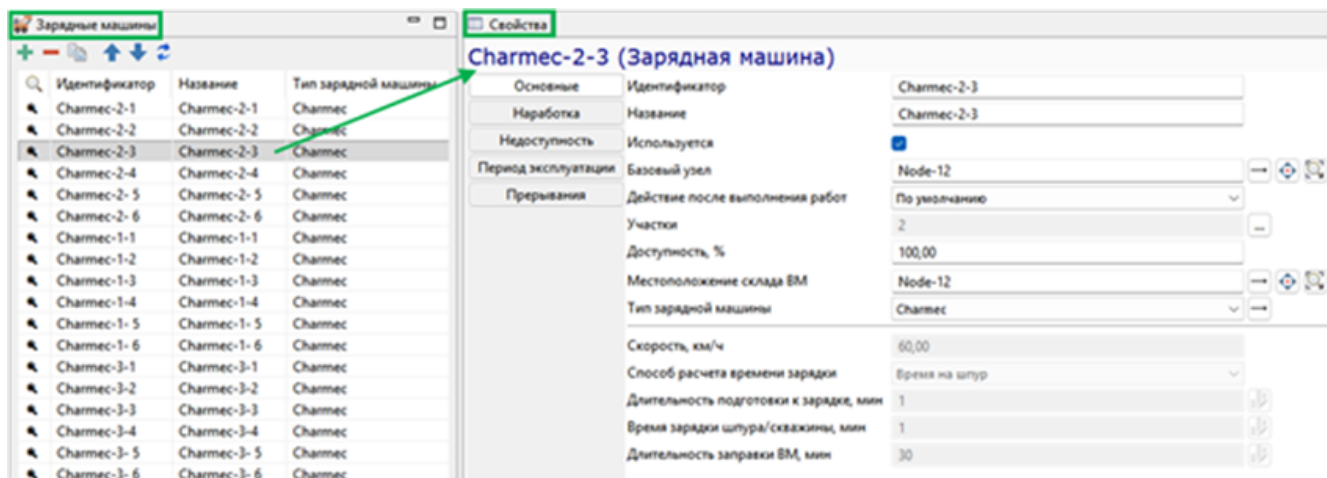 Зарядные машины
Идентификатор Название Тип зарядной машины
Charmec-2-1 Charmec-2-1 Charmec
Charmec-2-2 Charmec-2-2 Charmec
Charmec-2-3 Charmec-2-3 Charmec
Charmec-2-4 Charmec-2-4 Charmec
Charmec-2- 5 Charmec-2- 5 Charmec
Charmec-2- 6 Charmec-2- 6 Charmec
Charmec-1-1 Charmec-1-1 Charmec
Charmec-1-2 Charmec-1-2 Charmec
Charmec-1-3 Charmec-1-3 Charmec
Charmec-1-4 Charmec-1-4 Charmec
Charmec-1- 5 Charmec-1- 5 Charmec
Charmec-1- 6 Charmec-1- 6 Charmec
Charmec-3-1 Charmec-3-1 Charmec
Charmec-3-2 Charmec-3-2 Charmec
Charmec-3-3 Charmec-3-3 Charmec
Charmec-3-4 Charmec-3-4 Charmec
Charmec-3- 5 Charmec-3- 5 Charmec
Charmec-3- 6 Charmec-3- 6 Charmec
Свойства
Charmec-2-3 (Зарядная машина)
Основные
Наработка
Недоступность
Период эксплуатации
Прерывания
Идентификатор Charmec-2-3
Название Charmec-2-3
Используется
Базовый узел Node-12
Действие после выполнения работ По умолчанию
Участки 2 ...
Доступность, % 100,00
Местоположение склада ВМ Node-12
Тип зарядной машины Charmec
Скорость, км/ч 60,00
Способ расчета времени зарядки Время на шпур
Длительность подготовки к зарядке, мин 1
Время зарядки шпура/скважины, мин 1
Длительность заправки ВМ, мин 30